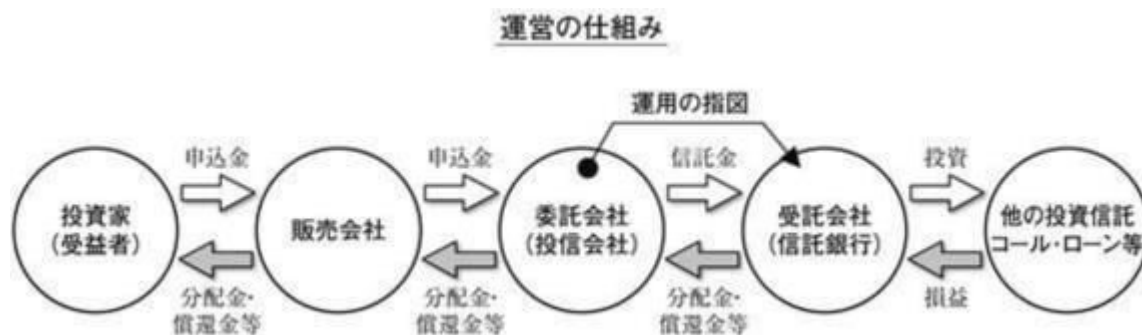 運営の仕組み
運用の指図
申込金
申込金
信託金
投資
投資家
(受益者)
販売会社
委託会社
(投信会社)
受託会社
(信託銀行)
他の投資信託
コール・ローン等
分配金・
償還金等
分配金・
償還金等
分配金・
償還金等
損益